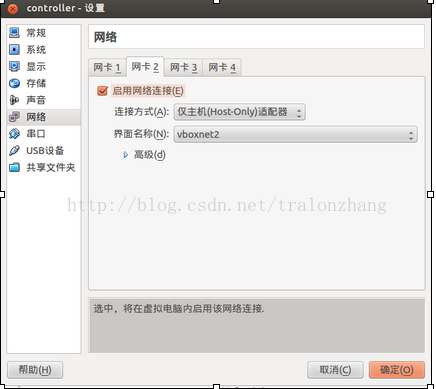 controller - 设置
常规
系统
显示
存储
声音
网络
串口
USB设备
共享文件夹
网络
网卡 1 网卡 2 网卡 3 网卡 4
启用网络连接(E)
连接方式(A): 仅主机(Host-Only)适配器
界面名称(N): vboxnet2
高级(d)
http://blog.csdn.net/tralonzhang
选中，将在虚拟电脑内启用该网络连接.
帮助(H) 取消(C) 确定(O)